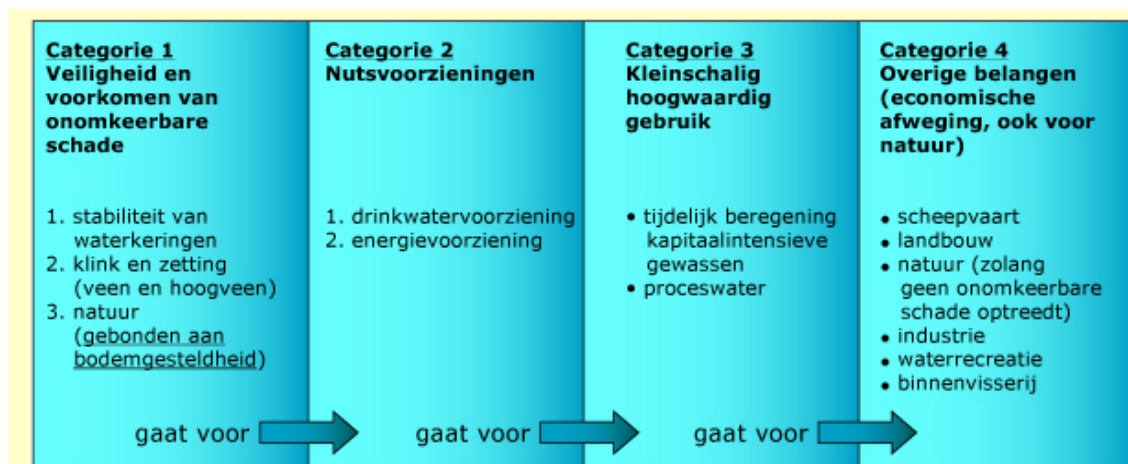 Categorie 1
Veiligheid en
voorkomen van
onomkeerbare
schade
1. stabiliteit van
waterkeringen
2. klink en zetting
(veen en hoogveen)
3. natuur
(gebonden aan
bodemgesteldheid)
gaat voor
Categorie 2
Nutsvoorzieningen
1. drinkwatervoorziening
2. energievoorziening
gaat voor
Categorie 3
Kleinschalig
hoogwaardig
gebruik
• tijdelijk beregening
kapitaalintensieve
gewassen
• proceswater
gaat voor
Categorie 4
Overige belangen
(economische
afweging, ook voor
natuur)
• scheepvaart
• landbouw
• natuur (zolang
geen onomkeerbare
schade optreedt)
• industrie
• waterrecreatie
• binnenvisserij